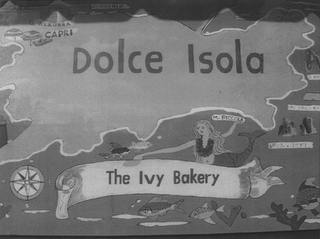 CAPRI
Dolce Isola
The Ivy Bakery